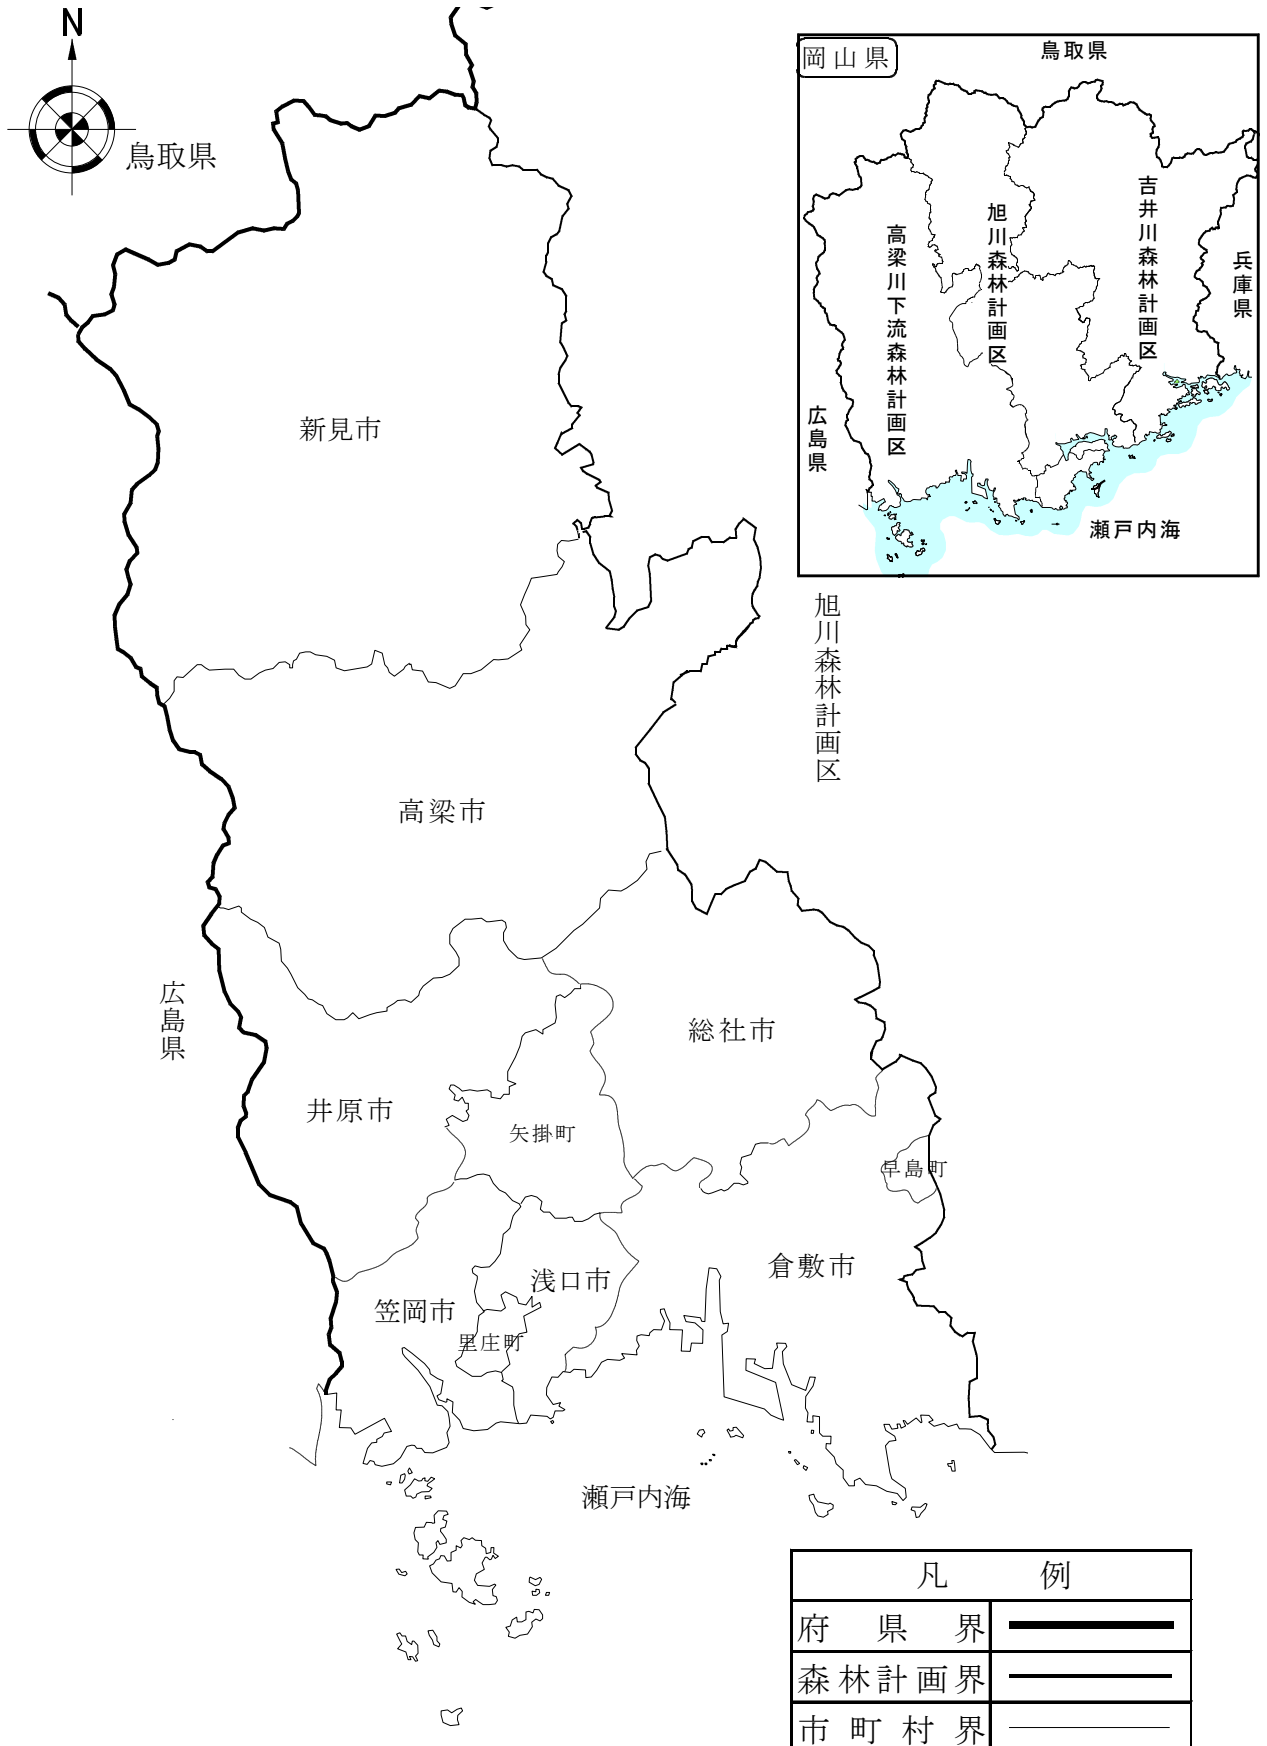 N
鳥取県
岡山県
鳥取県
吉井川森林計画区
旭川森林計画区
高梁川下流森林計画区
兵庫県
広島県
瀬戸内海
旭川森林計画区
新見市
高梁市
広島県
総社市
井原市
矢掛町
早島町
倉敷市
浅口市
笠岡市
里庄町
瀬戸内海
凡例
府県界
森林計画界
市町村界